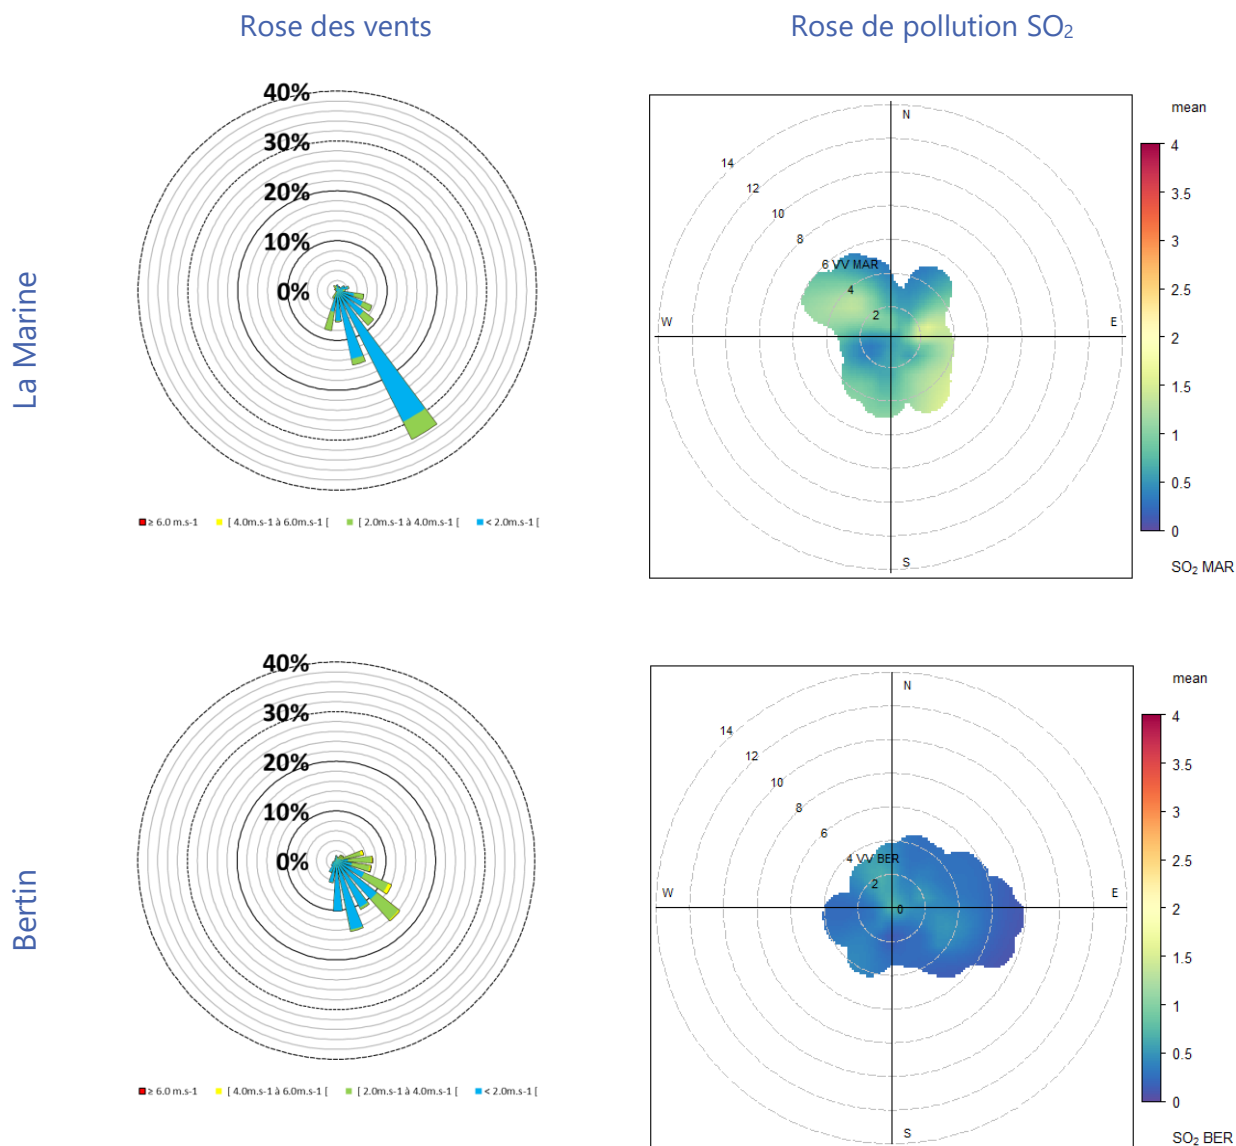 Rose des vents
Rose de pollution SO₂
La Marine
40%
30%
20%
10%
0%
≥ 6.0 m.s-1 [ 4.0m.s-1 à 6.0m.s-1 [ [ 2.0m.s-1 à 4.0m.s-1 [ < 2.0m.s-1 [
N
14
12
10
8
6 VV MAR
4
2
W
E
S
mean
4
3.5
3
2.5
2
1.5
1
0.5
0
SO₂ MAR
Bertin
40%
30%
20%
10%
0%
≥ 6.0 m.s-1 [ 4.0m.s-1 à 6.0m.s-1 [ [ 2.0m.s-1 à 4.0m.s-1 [ < 2.0m.s-1 [
N
14
12
10
8
6
4 VV BER
2
0
W
E
S
mean
4
3.5
3
2.5
2
1.5
1
0.5
0
SO₂ BER